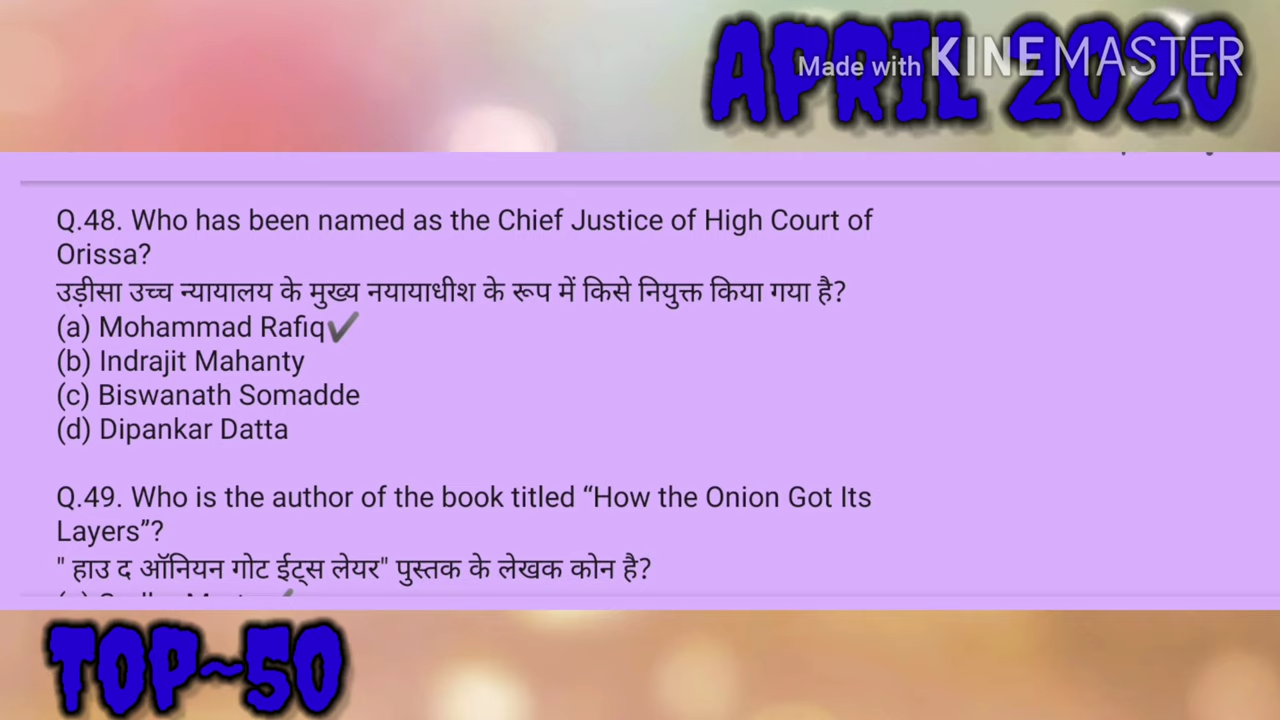 APRIL 2020
Made with KINEMASTER
Q.48. Who has been named as the Chief Justice of High Court of
Orissa?
उड़ीसा उच्च न्यायालय के मुख्य नयायाधीश के रूप में किसे नियुक्त किया गया है?
(a) Mohammad Rafiq✔
(b) Indrajit Mahanty
(c) Biswanath Somadde
(d) Dipankar Datta
Q.49. Who is the author of the book titled “How the Onion Got Its
Layers”?
" हाउ द ऑनियन गोट ईट्स लेयर" पुस्तक के लेखक कोन है?
TOP~50